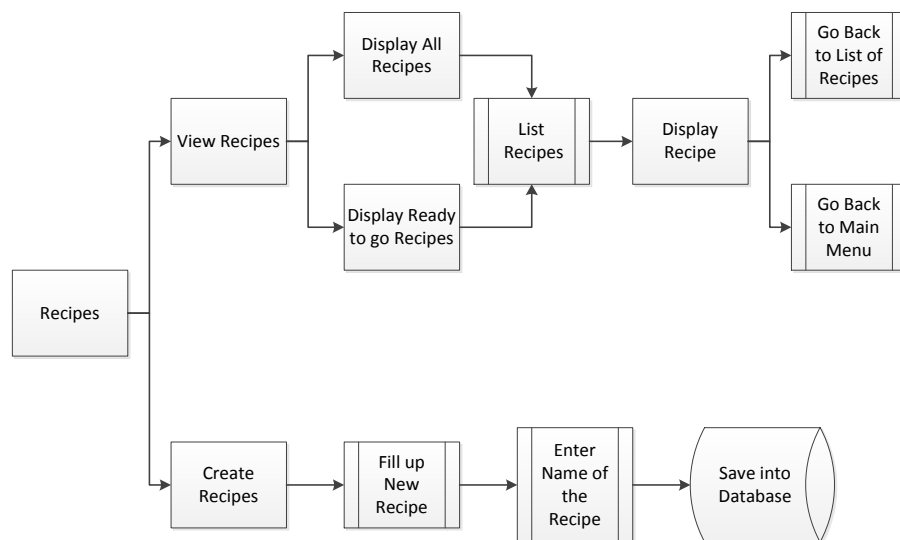 Display All
Recipes
Go Back
to List of
Recipes
View Recipes
List
Recipes
Display
Recipe
Display Ready
to go Recipes
Go Back
to Main
Menu
Recipes
Create
Recipes
Fill up
New
Recipe
Enter
Name of
the
Recipe
Save into
Database